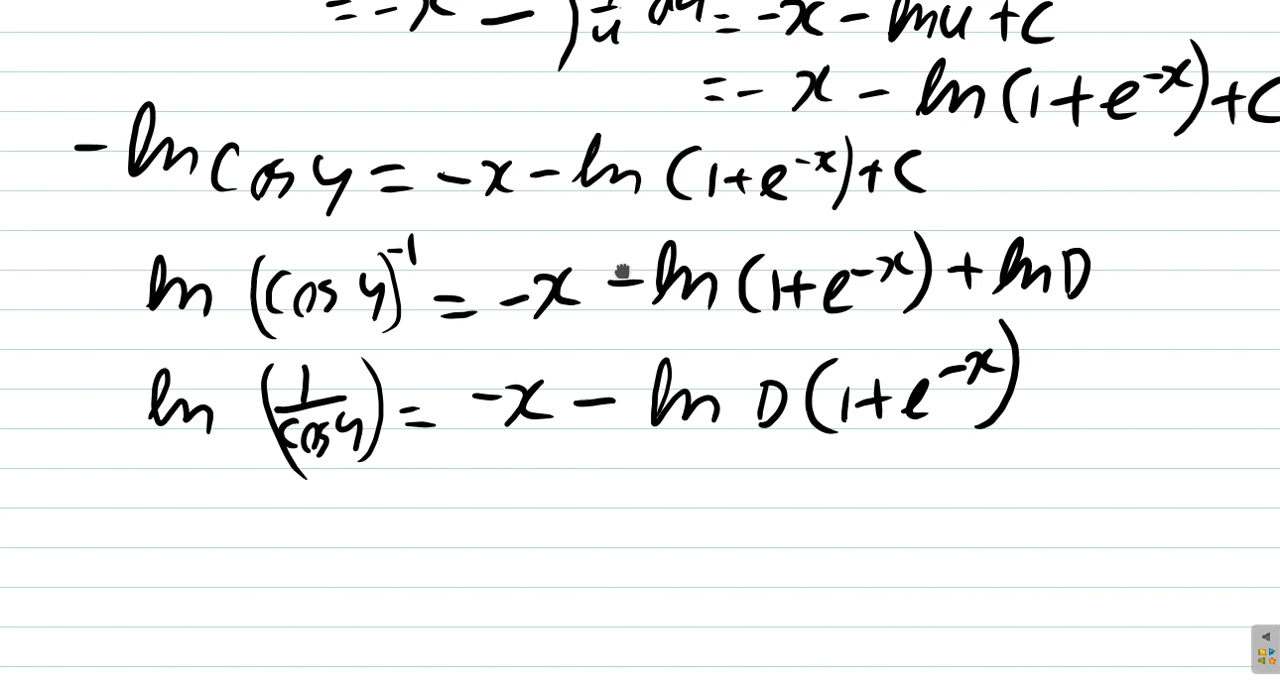 = -x - ∫ 1/u du = -x - ln u + C
= - x - ln(1+e^{-x}) + C
- ln cos y = -x - ln (1+e^{-x}) + C
ln (cos y)^{-1} = -x - ln (1+e^{-x}) + ln D
ln (1/cos y) = -x - ln D (1+e^{-x})